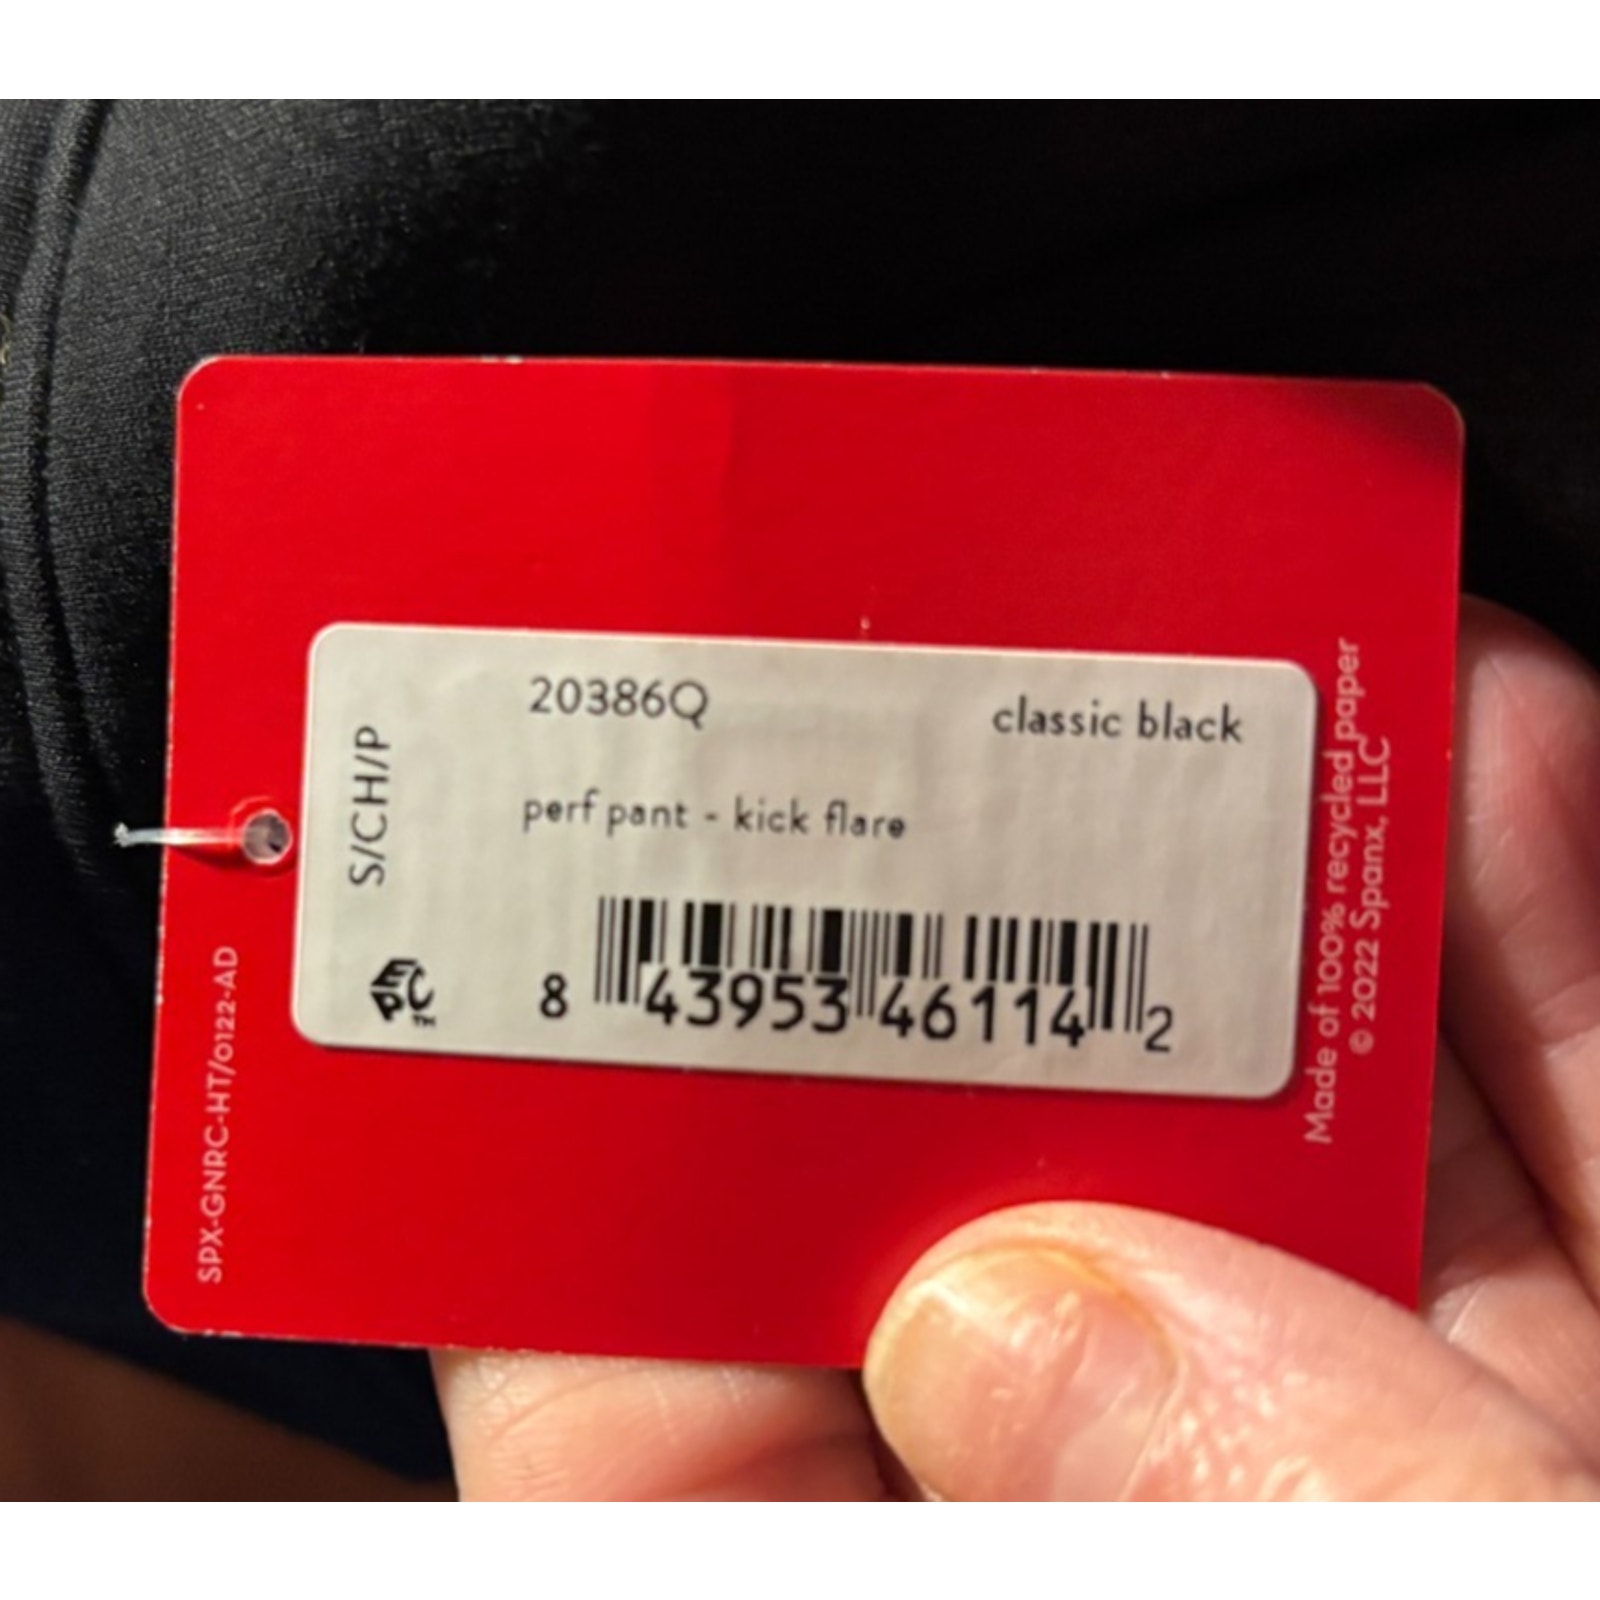 20386Q
classic black
S/CH/P
perf pant - kick flare
EPC™
8 43953 46114 2
SPX-GNRC-HT/0122-AD
Made of 100% recycled paper
© 2022 Spanx, LLC